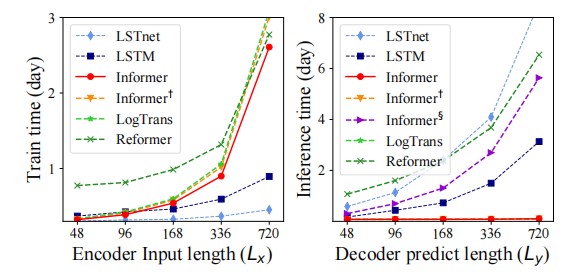 3
2
1
Train time (day)
LSTnet
LSTM
Informer
Informer†
LogTrans
Reformer
48 96 168 336 720
Encoder Input length (Lx)
8
6
4
2
Inference time (day)
LSTnet
LSTM
Informer
Informer†
Informer§
LogTrans
Reformer
48 96 168 336 720
Decoder predict length (Ly)